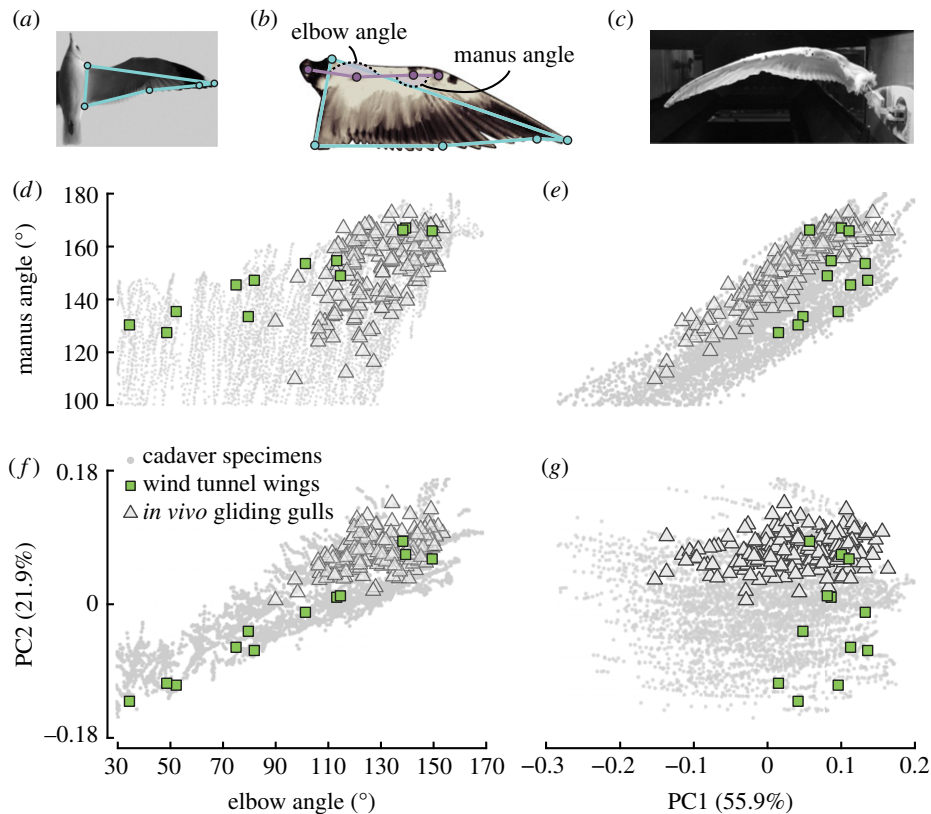 (a)
(b)
(c)
elbow angle
manus angle
(d)
(e)
180
160
140
120
100
manus angle (°)
(f)
(g)
cadaver specimens
wind tunnel wings
in vivo gliding gulls
0.18
0
–0.18
PC2 (21.9%)
30 50 70 90 110 130 150 170
elbow angle (°)
–0.3 –0.2 –0.1 0 0.1 0.2
PC1 (55.9%)